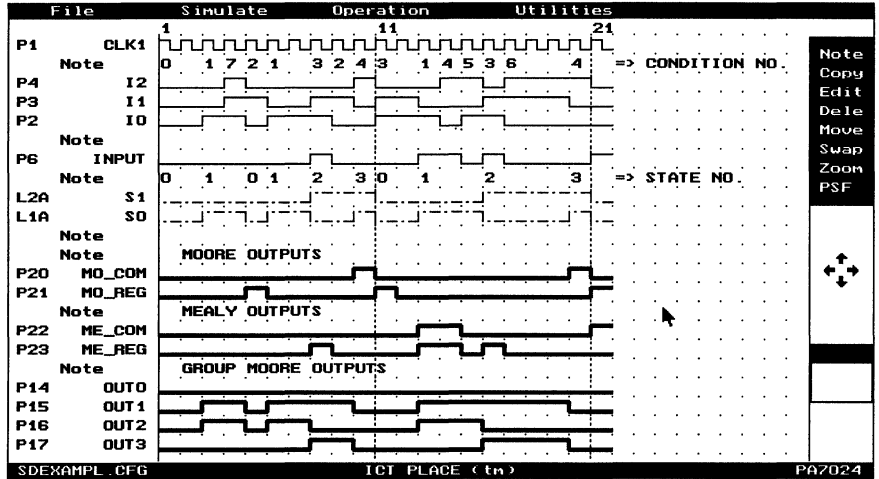 File Simulate Operation Utilities
1 11 21
P1 CLK1
Note 0 1 7 2 1 3 2 4 3 1 4 5 3 6 4 => CONDITION NO.
P4 I2
P3 I1
P2 I0
Note
P6 INPUT
Note 0 1 0 1 2 3 0 1 2 3 => STATE NO.
L2A S1
L1A S0
Note
Note MOORE OUTPUTS
P20 MO_COM
P21 MO_REG
Note MEALY OUTPUTS
P22 ME_COM
P23 ME_REG
Note GROUP MOORE OUTPUTS
P14 OUT0
P15 OUT1
P16 OUT2
P17 OUT3
Note
Copy
Edit
Dele
Move
Swap
Zoom
PSF
SDEXAMPL.CFG ICT PLACE (tm) PA7024